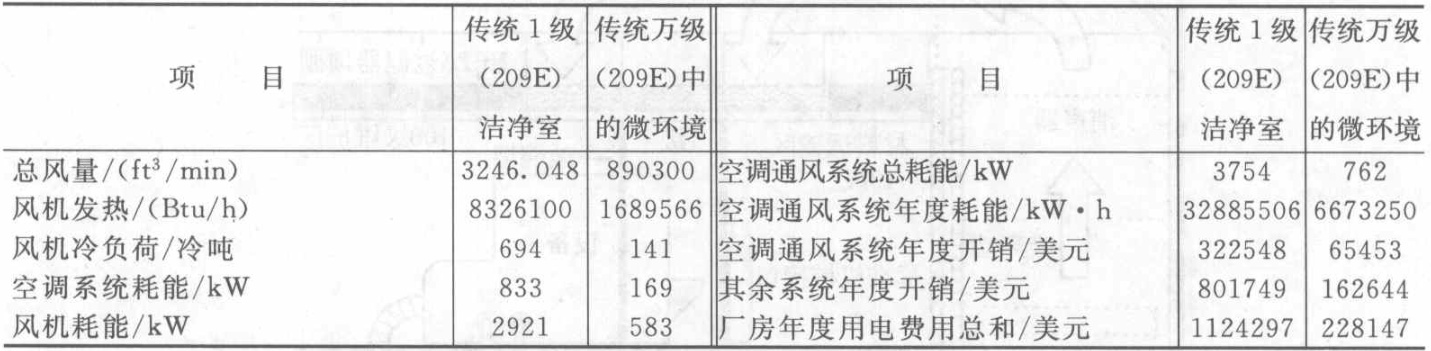 项 目 传统1级(209E)洁净室 传统万级(209E)中的微环境 项 目 传统1级(209E)洁净室 传统万级(209E)中的微环境
总风量/(ft³/min) 3246.048 890300 空调通风系统总耗能/kW 3754 762
风机发热/(Btu/h) 8326100 1689566 空调通风系统年度耗能/kW·h 32885506 6673250
风机冷负荷/冷吨 694 141 空调通风系统年度开销/美元 322548 65453
空调系统耗能/kW 833 169 其余系统年度开销/美元 801749 162644
风机耗能/kW 2921 583 厂房年度用电费用总和/美元 1124297 228147